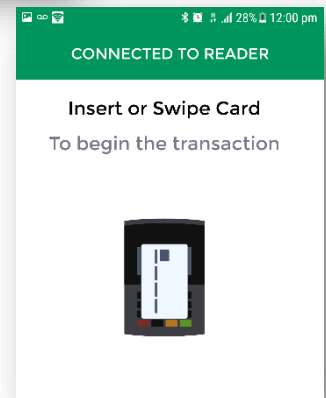 28% 12:00 pm
CONNECTED TO READER
Insert or Swipe Card
To begin the transaction